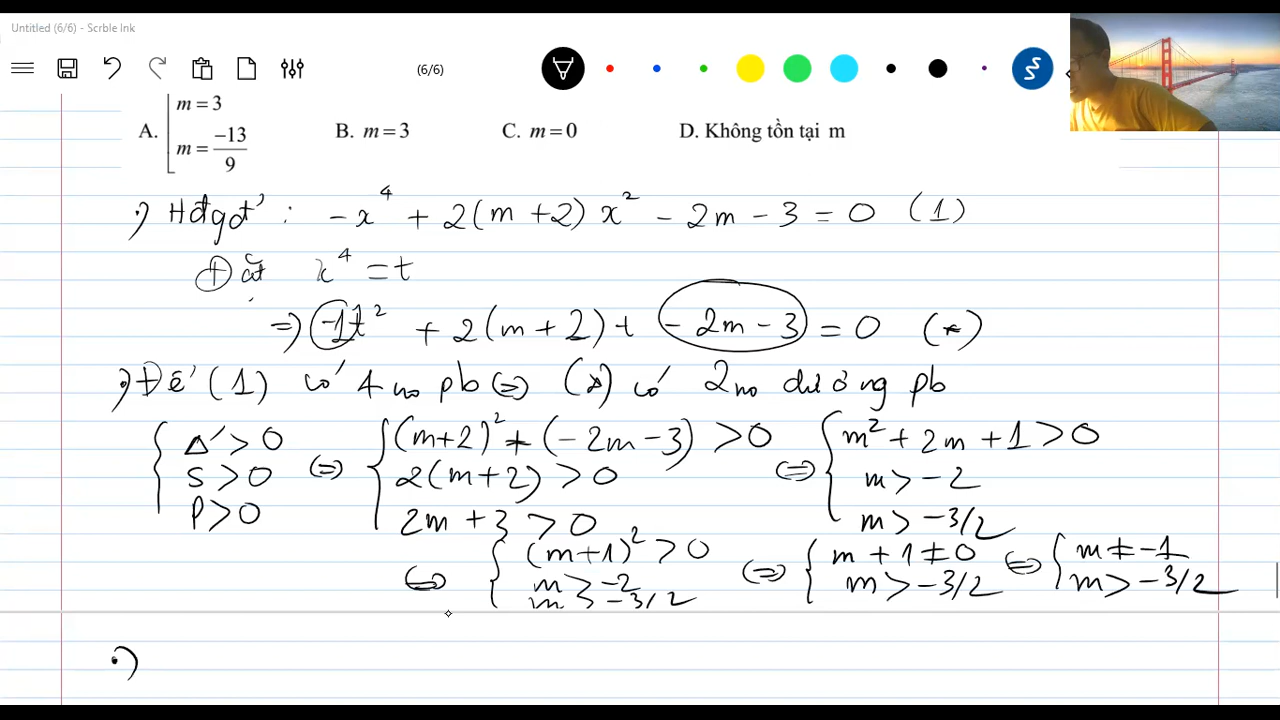 Untitled (6/6) - Scrble Ink
(6/6)
A. [ m = 3
m = -13/9
B. m = 3
C. m = 0
D. Không tồn tại m
·) Hđgđ' : -x⁴ + 2(m+2) x² - 2m - 3 = 0 (1)
Đặt x⁴ = t
=) -1t² + 2(m+2)t - 2m - 3 = 0 (*)
·) Để (1) có 4 no pb <=> (*) có 2 no dương pb
{ Δ' > 0
S > 0
P > 0
<=> { (m+2)² + (-2m-3) > 0
2(m+2) > 0
2m + 3 > 0
<=> { m² + 2m + 1 > 0
m > -2
m > -3/2
<=> { (m+1)² > 0
m > -2
m > -3/2
<=> { m + 1 ≠ 0
m > -3/2
<=> { m ≠ -1
m > -3/2
·)